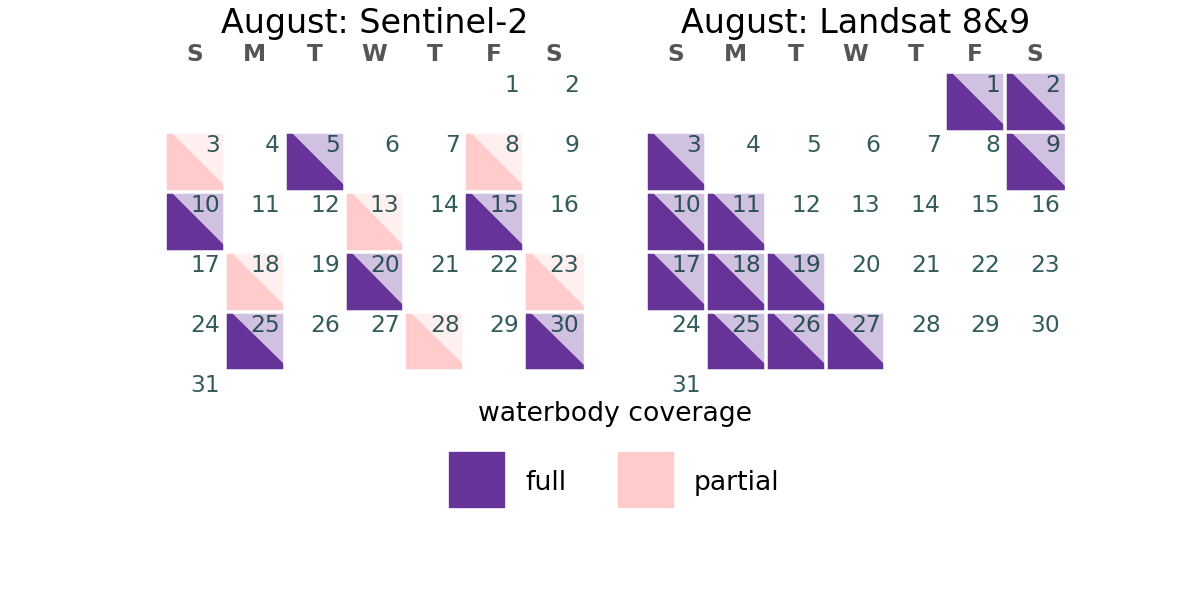 August: Sentinel-2
S M T W T F S
1 2
3 4 5 6 7 8 9
10 11 12 13 14 15 16
17 18 19 20 21 22 23
24 25 26 27 28 29 30
31
August: Landsat 8&9
S M T W T F S
1 2
3 4 5 6 7 8 9
10 11 12 13 14 15 16
17 18 19 20 21 22 23
24 25 26 27 28 29 30
31
waterbody coverage
full
partial